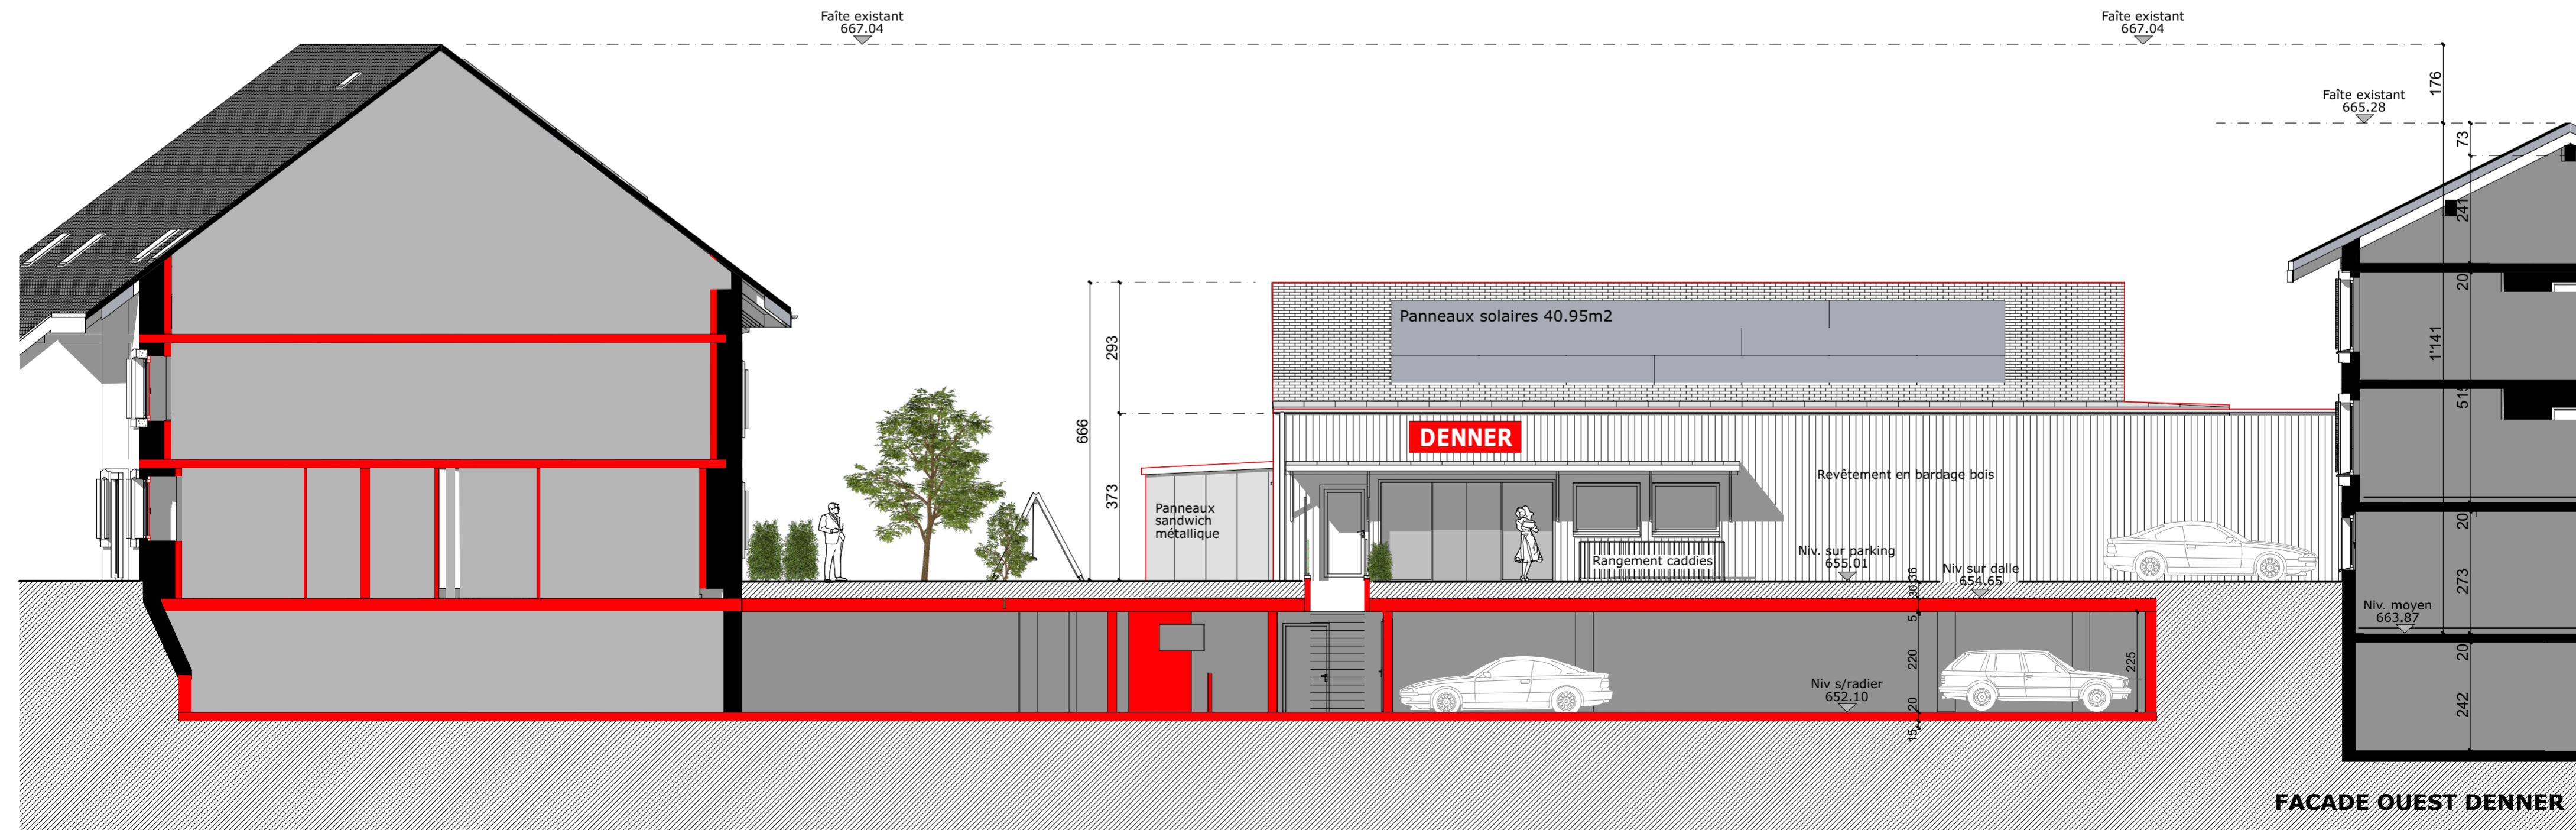 Faîte existant
667.04
Faîte existant
667.04
176
Faîte existant
665.28
73
241
20
1'141
515
20
273
20
242
Panneaux solaires 40.95m2
293
666
373
DENNER
Revêtement en bardage bois
Panneaux
sandwich
métallique
Rangement caddies
Niv. sur parking
655.01
Niv sur dalle
654.65
36
30
5
220
20
15
225
Niv s/radier
652.10
Niv. moyen
663.87
FACADE OUEST DENNER